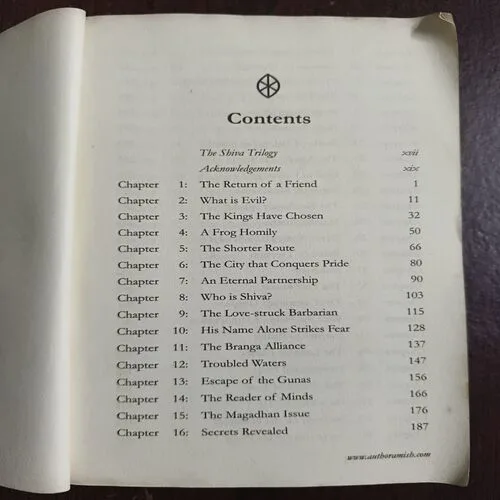 Contents
The Shiva Trilogy xvii
Acknowledgements xix
Chapter 1: The Return of a Friend 1
Chapter 2: What is Evil? 11
Chapter 3: The Kings Have Chosen 32
Chapter 4: A Frog Homily 50
Chapter 5: The Shorter Route 66
Chapter 6: The City that Conquers Pride 80
Chapter 7: An Eternal Partnership 90
Chapter 8: Who is Shiva? 103
Chapter 9: The Love-struck Barbarian 115
Chapter 10: His Name Alone Strikes Fear 128
Chapter 11: The Branga Alliance 137
Chapter 12: Troubled Waters 147
Chapter 13: Escape of the Gunas 156
Chapter 14: The Reader of Minds 166
Chapter 15: The Magadhan Issue 176
Chapter 16: Secrets Revealed 187
www.authoramish.com